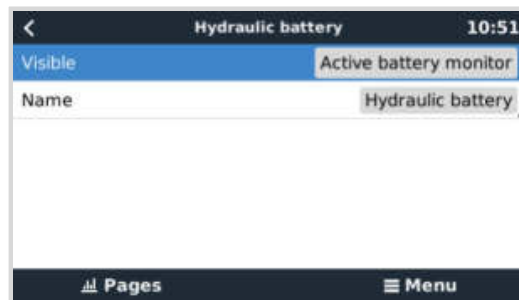 Hydraulic battery 10:51
Visible Active battery monitor
Name Hydraulic battery
Pages Menu